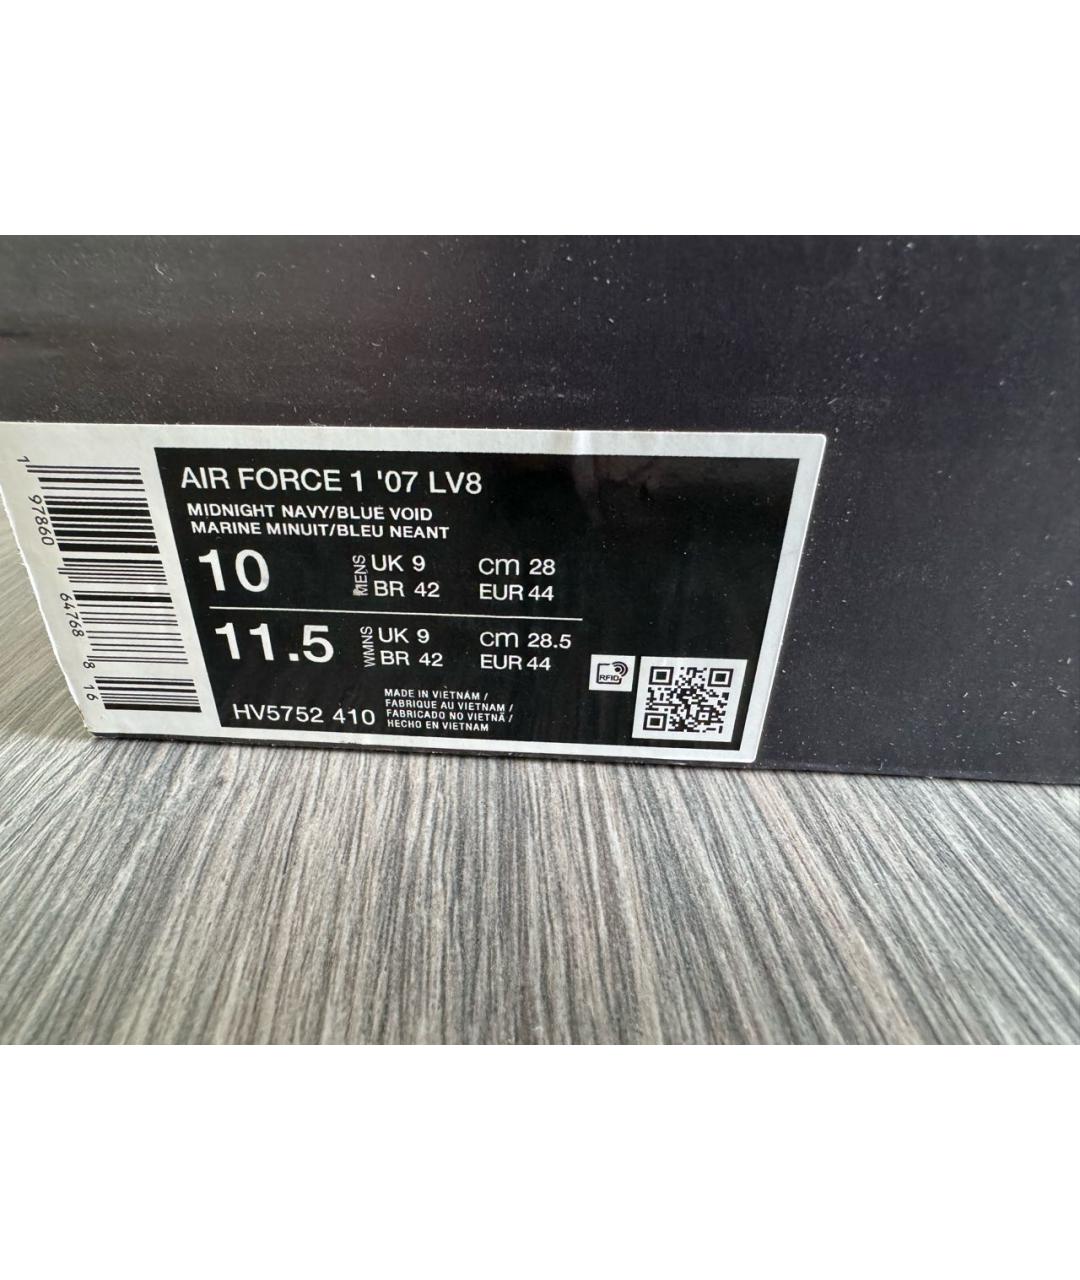 AIR FORCE 1 '07 LV8
MIDNIGHT NAVY/BLUE VOID
MARINE MINUIT/BLEU NEANT
10 MENS UK 9 CM 28
BR 42 EUR 44
11.5 WMNS UK 9 CM 28.5
BR 42 EUR 44
RFID
HV5752 410
MADE IN VIETNAM /
FABRIQUE AU VIETNAM /
FABRICADO NO VIETNÃ /
HECHO EN VIETNAM
1 97860 64768 8 16